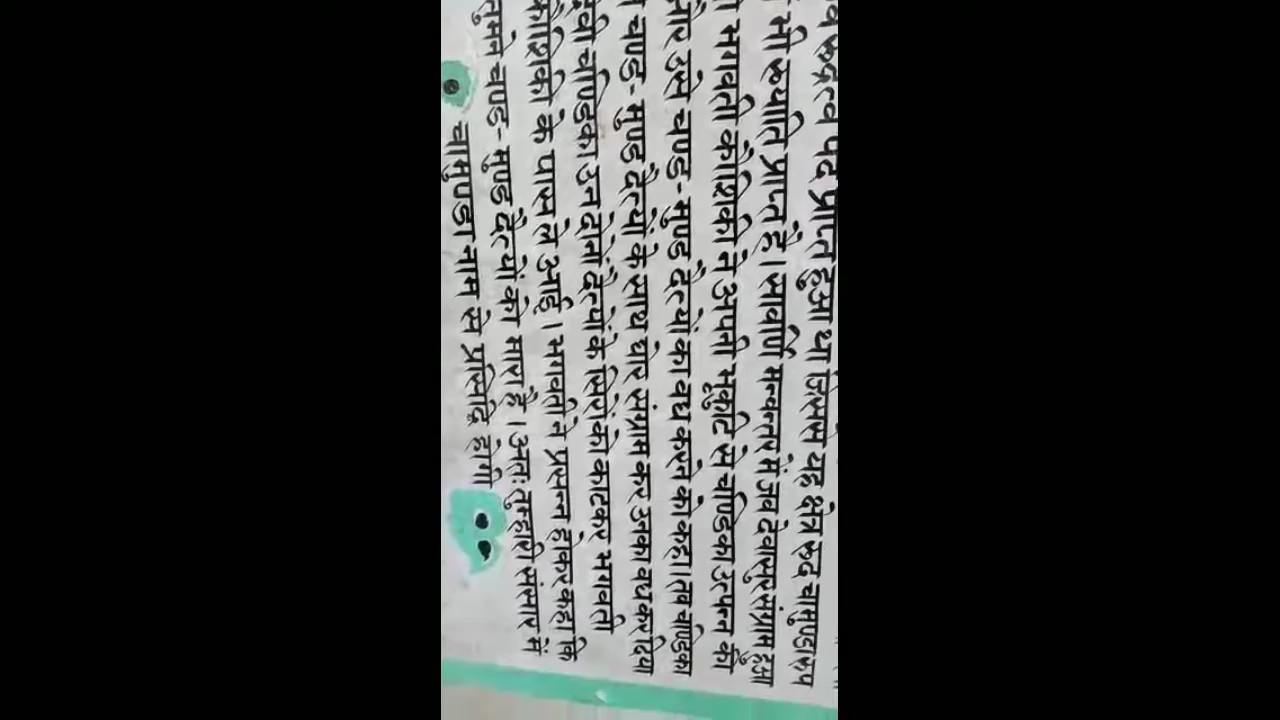 रुद्रत्व पद प्राप्त हुआ था जिससे यह क्षेत्र रुद्र चामुण्डा रूप
भी ख्याति प्राप्त है। सावर्णि मन्वन्तर में जब देवासुर संग्राम हुआ
भगवती कौशिकी ने अपनी भृकुटि से चण्डिका उत्पन्न की
और उसे चण्ड-मुण्ड दैत्यों का वध करने को कहा। तब चण्डिका
चण्ड-मुण्ड दैत्यों के साथ घोर संग्राम कर उनका वध कर दिया
देवी चण्डिका उन दोनों दैत्यों के सिरों को काटकर भगवती
कौशिकी के पास ले आई। भगवती ने प्रसन्न होकर कहा कि
तुमने चण्ड-मुण्ड दैत्यों को मारा है। अतः तुम्हारी संसार में
चामुण्डा नाम से प्रसिद्धि होगी